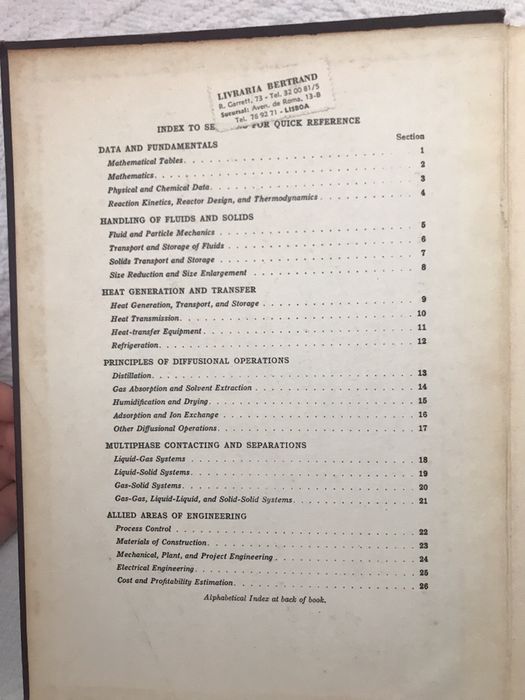 LIVRARIA BERTRAND
R. Garrett, 73 - Tel. 32 00 81/5
Sucursal: Aven. de Roma, 13-B
Tel. 76 92 71 - LISBOA
INDEX TO SE FOR QUICK REFERENCE
Section
DATA AND FUNDAMENTALS
Mathematical Tables. 1
Mathematics. 2
Physical and Chemical Data. 3
Reaction Kinetics, Reactor Design, and Thermodynamics. 4
HANDLING OF FLUIDS AND SOLIDS
Fluid and Particle Mechanics 5
Transport and Storage of Fluids 6
Solids Transport and Storage 7
Size Reduction and Size Enlargement 8
HEAT GENERATION AND TRANSFER
Heat Generation, Transport, and Storage 9
Heat Transmission. 10
Heat-transfer Equipment. 11
Refrigeration. 12
PRINCIPLES OF DIFFUSIONAL OPERATIONS
Distillation. 13
Gas Absorption and Solvent Extraction 14
Humidification and Drying. 15
Adsorption and Ion Exchange 16
Other Diffusional Operations. 17
MULTIPHASE CONTACTING AND SEPARATIONS
Liquid-Gas Systems 18
Liquid-Solid Systems. 19
Gas-Solid Systems. 20
Gas-Gas, Liquid-Liquid, and Solid-Solid Systems. 21
ALLIED AREAS OF ENGINEERING
Process Control 22
Materials of Construction. 23
Mechanical, Plant, and Project Engineering. 24
Electrical Engineering. 25
Cost and Profitability Estimation. 26
Alphabetical Index at back of book.